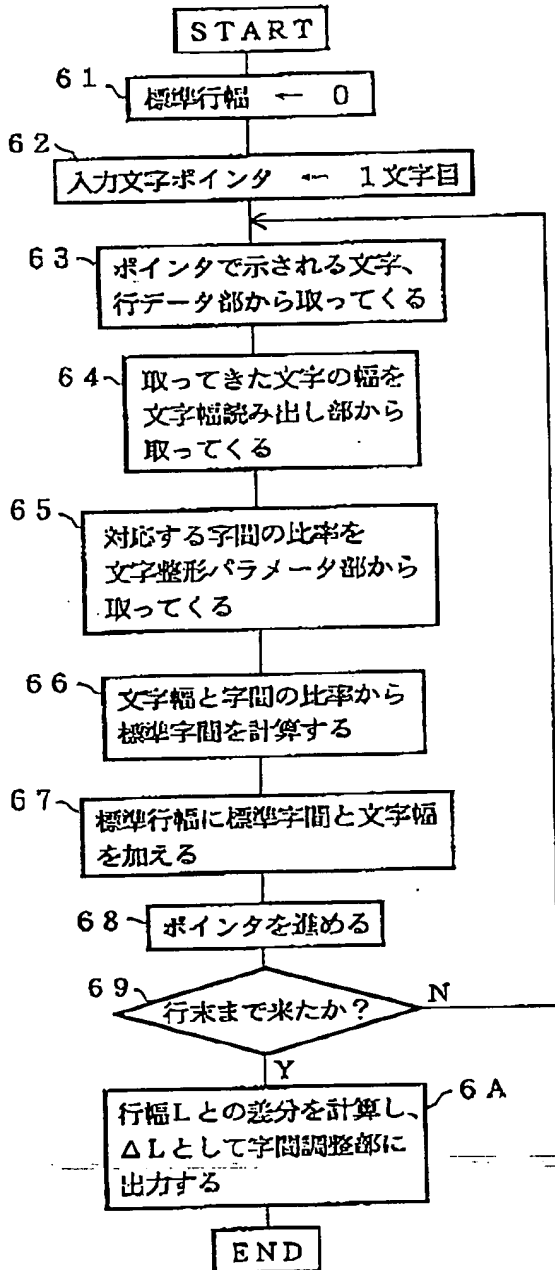 START
61
標準行幅 ← 0
62
入力文字ポインタ ← 1文字目
63
ポインタで示される文字、
行データ部から取ってくる
64
取ってきた文字の幅を
文字幅読み出し部から
取ってくる
65
対応する字間の比率を
文字整形パラメータ部から
取ってくる
66
文字幅と字間の比率から
標準字間を計算する
67
標準行幅に標準字間と文字幅
を加える
68
ポインタを進める
69
行末まで来たか?
N
Y
6A
行幅Lとの差分を計算し、
ΔLとして字間調整部に
出力する
END